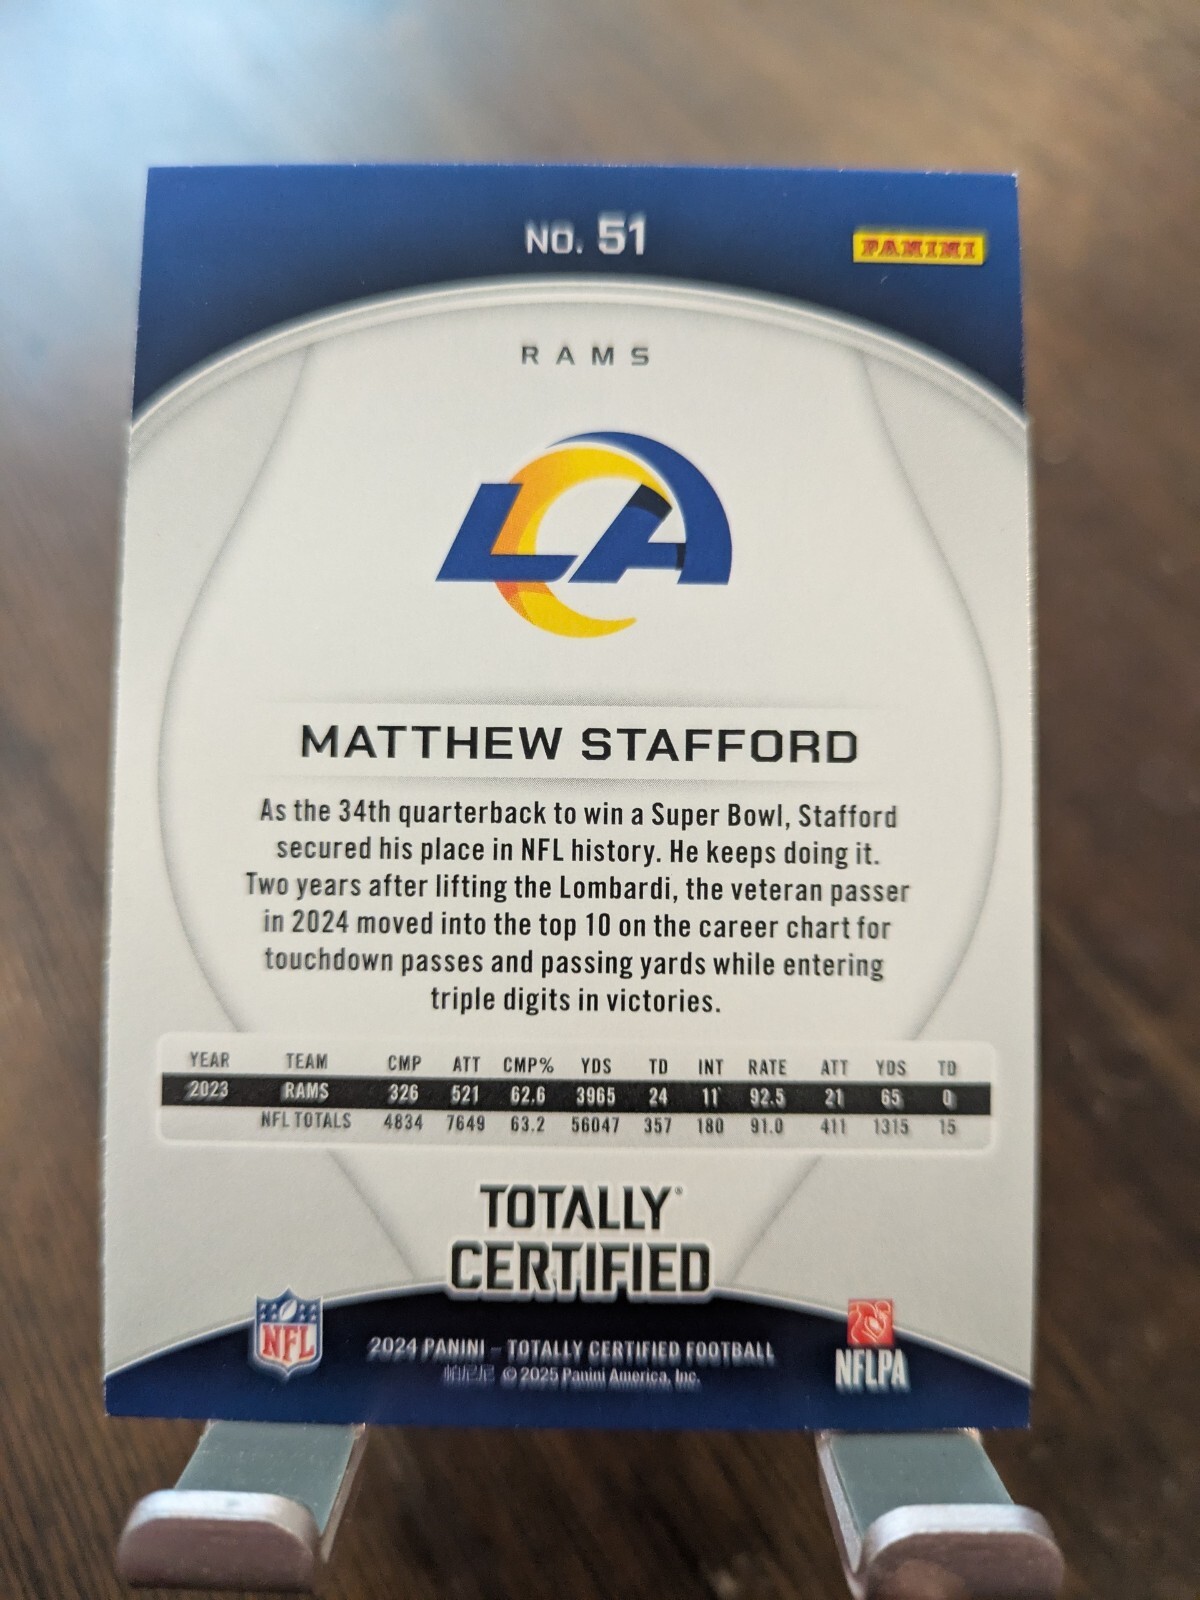 NO. 51
PANINI
RAMS
LA
MATTHEW STAFFORD
As the 34th quarterback to win a Super Bowl, Stafford
secured his place in NFL history. He keeps doing it.
Two years after lifting the Lombardi, the veteran passer
in 2024 moved into the top 10 on the career chart for
touchdown passes and passing yards while entering
triple digits in victories.
YEAR TEAM CMP ATT CMP% YDS TD INT RATE ATT YDS TD
2023 RAMS 326 521 62.6 3965 24 11 92.5 21 65 0
NFL TOTALS 4834 7649 63.2 56047 357 180 91.0 411 1315 15
TOTALLY®
CERTIFIED
NFL
2024 PANINI – TOTALLY CERTIFIED FOOTBALL
帕尼尼 © 2025 Panini America, Inc.
NFLPA